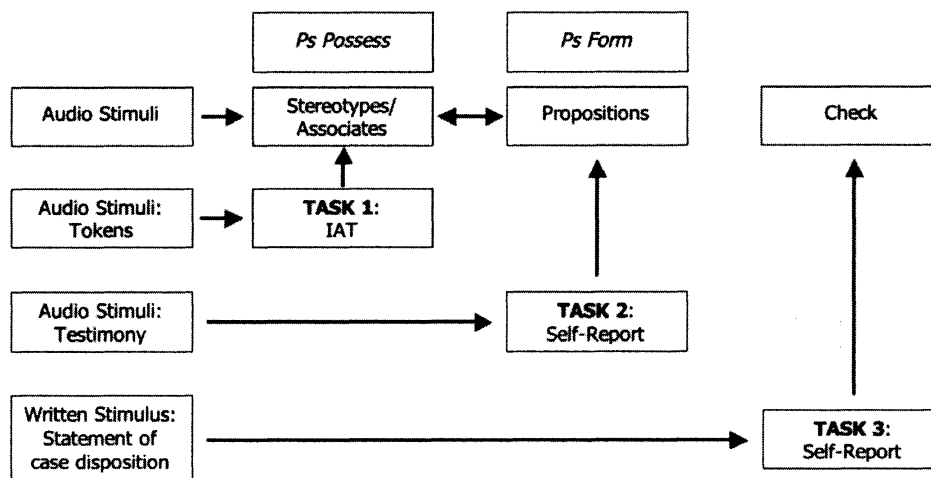 Ps Possess
Ps Form
Audio Stimuli
Stereotypes/
Associates
Propositions
Check
Audio Stimuli:
Tokens
TASK 1:
IAT
Audio Stimuli:
Testimony
TASK 2:
Self-Report
Written Stimulus:
Statement of
case disposition
TASK 3:
Self-Report